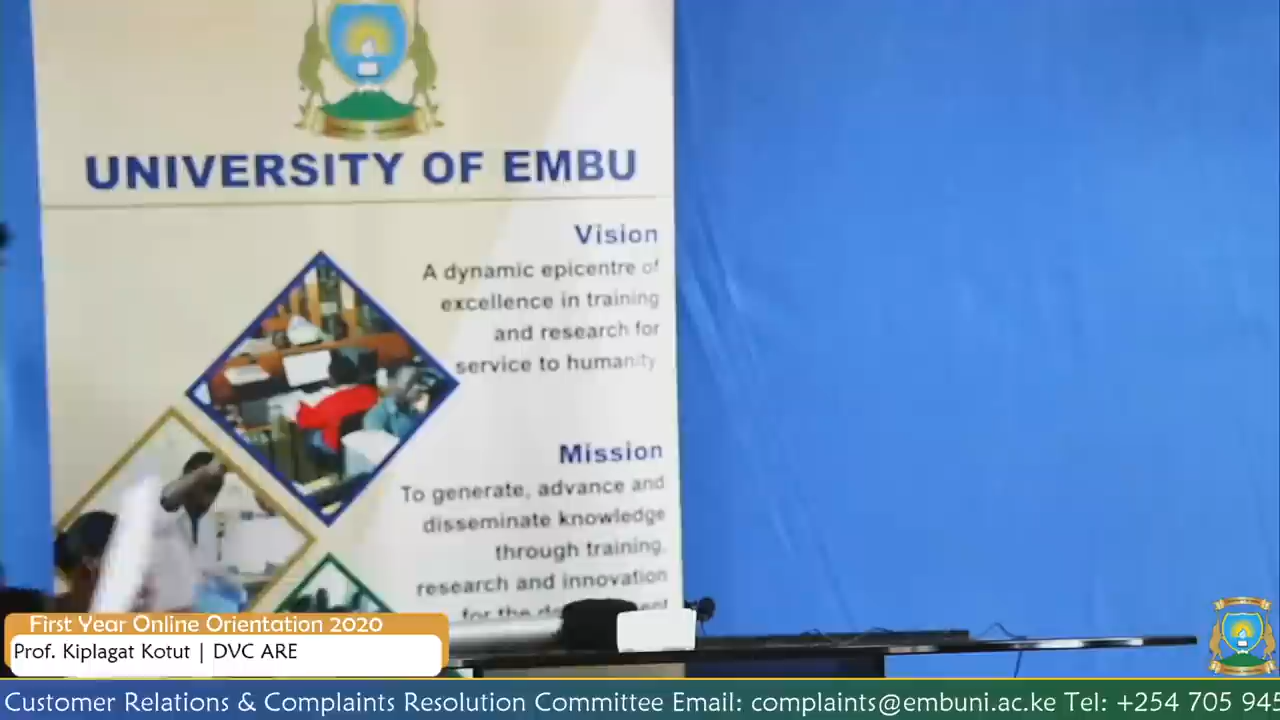 UNIVERSITY OF EMBU
Vision
A dynamic epicentre of
excellence in training
and research for
service to humanity
Mission
To generate, advance and
disseminate knowledge
through training,
research and innovation
for the
First Year Online Orientation 2020
Prof. Kiplagat Kotut | DVC ARE
Customer Relations & Complaints Resolution Committee Email: complaints@embuni.ac.ke Tel: +254 705 945